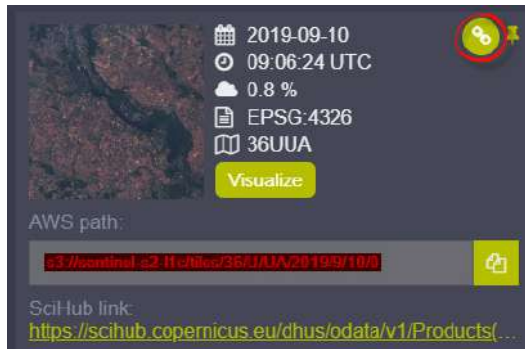 2019-09-10
09:06:24 UTC
0.8 %
EPSG:4326
36UUA
Visualize
AWS path:
s3://sentinel-s2-l1c/tiles/36/U/UA/2019/9/10/0
SciHub link:
https://scihub.copernicus.eu/dhus/odata/v1/Products(...